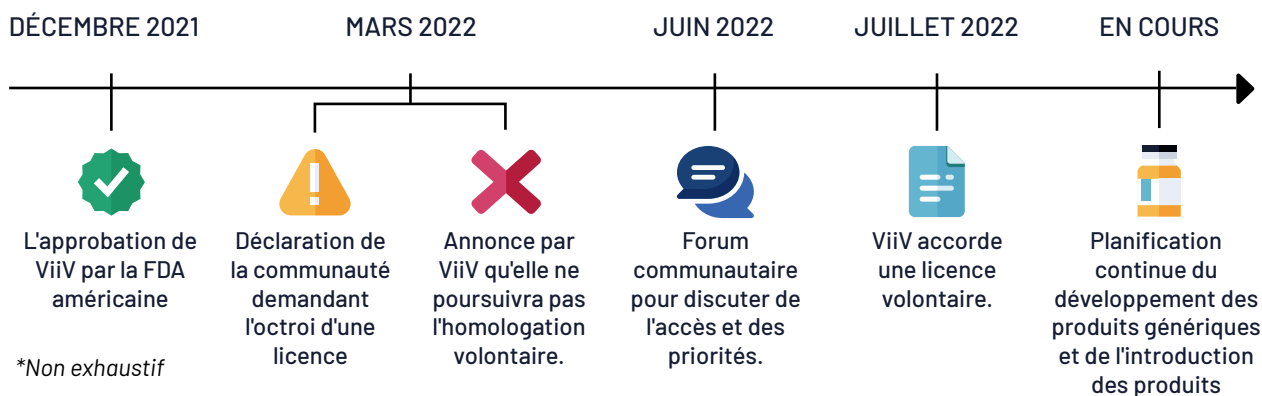 DÉCEMBRE 2021
MARS 2022
JUIN 2022
JUILLET 2022
EN COURS
L'approbation de
ViiV par la FDA
américaine
Déclaration de
la communauté
demandant
l'octroi d'une
licence
Annonce par
ViiV qu'elle ne
poursuivra pas
l'homologation
volontaire.
Forum
communautaire
pour discuter de
l'accès et des
priorités.
ViiV accorde
une licence
volontaire.
Planification
continue du
développement des
produits génériques
et de l'introduction
des produits
*Non exhaustif